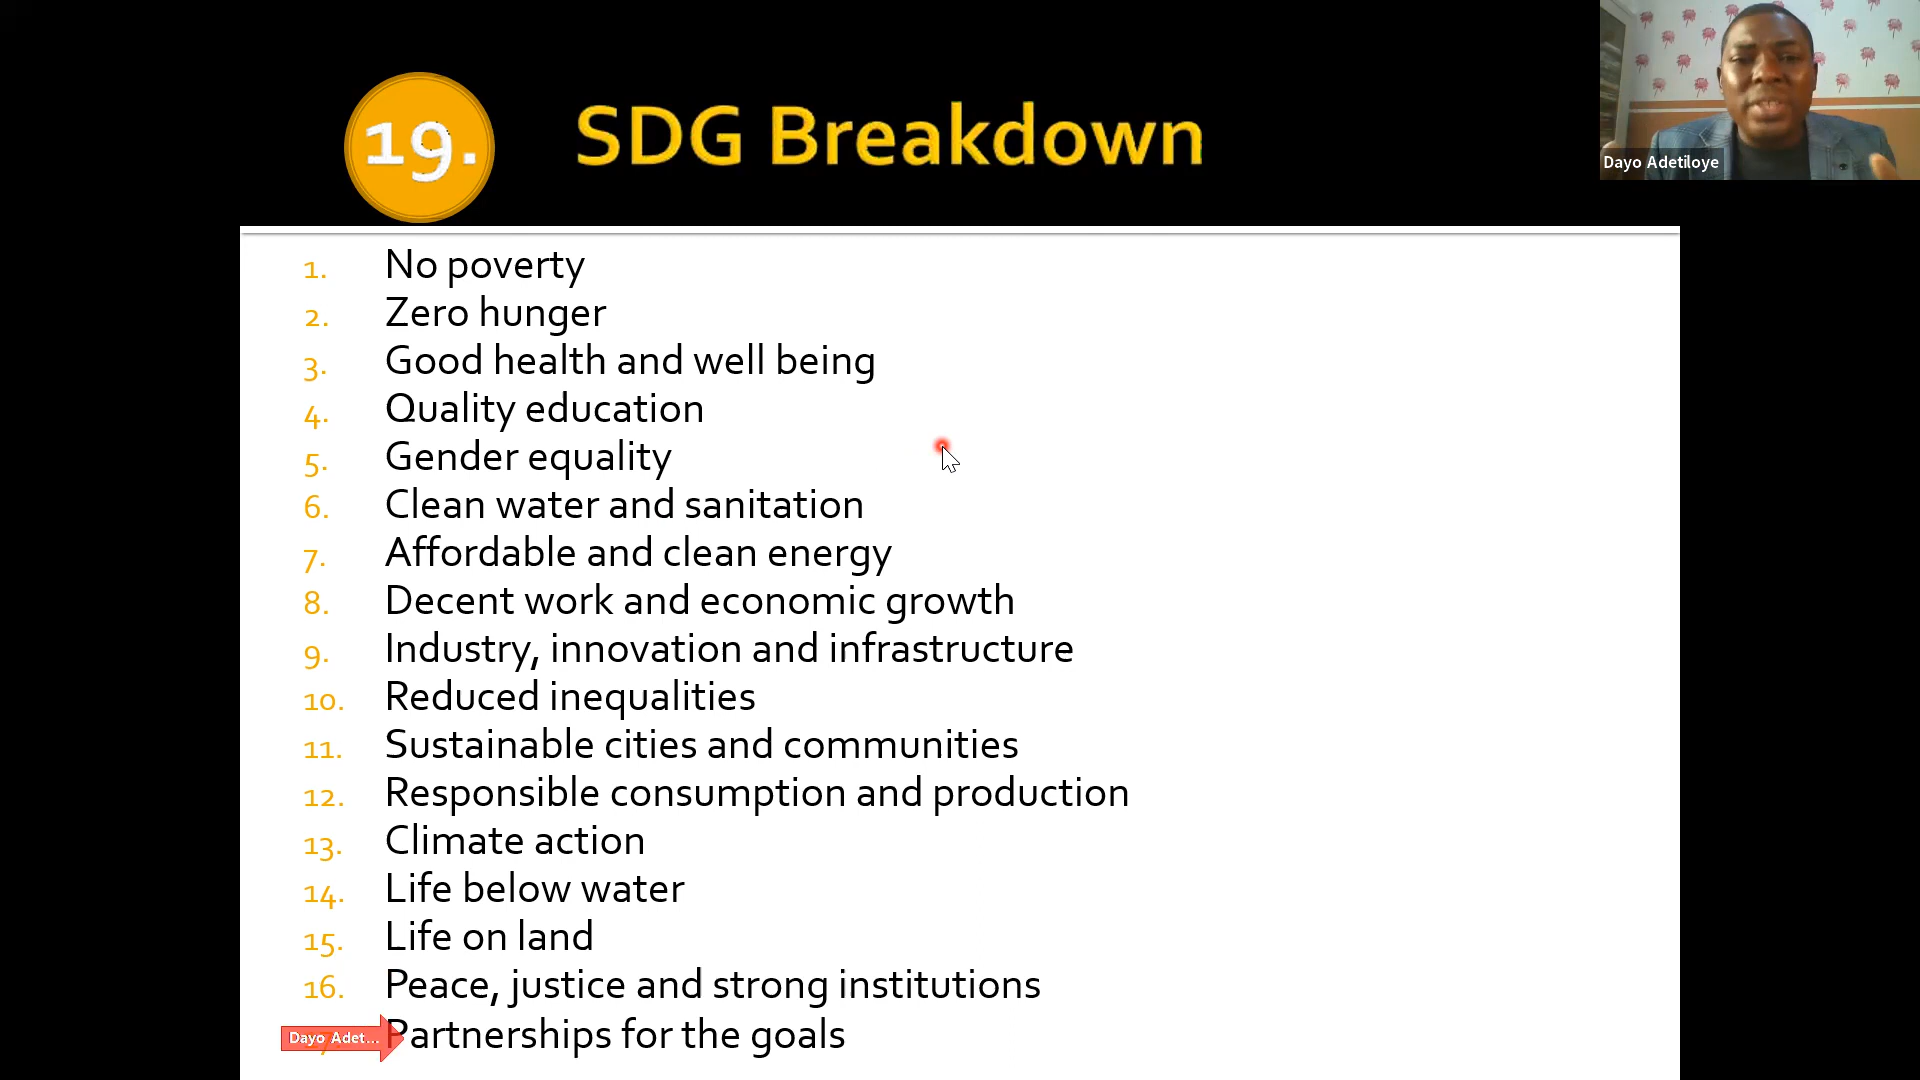 19.
SDG Breakdown
Dayo Adetiloye
1. No poverty
2. Zero hunger
3. Good health and well being
4. Quality education
5. Gender equality
6. Clean water and sanitation
7. Affordable and clean energy
8. Decent work and economic growth
9. Industry, innovation and infrastructure
10. Reduced inequalities
11. Sustainable cities and communities
12. Responsible consumption and production
13. Climate action
14. Life below water
15. Life on land
16. Peace, justice and strong institutions
Dayo Adet...
17. Partnerships for the goals